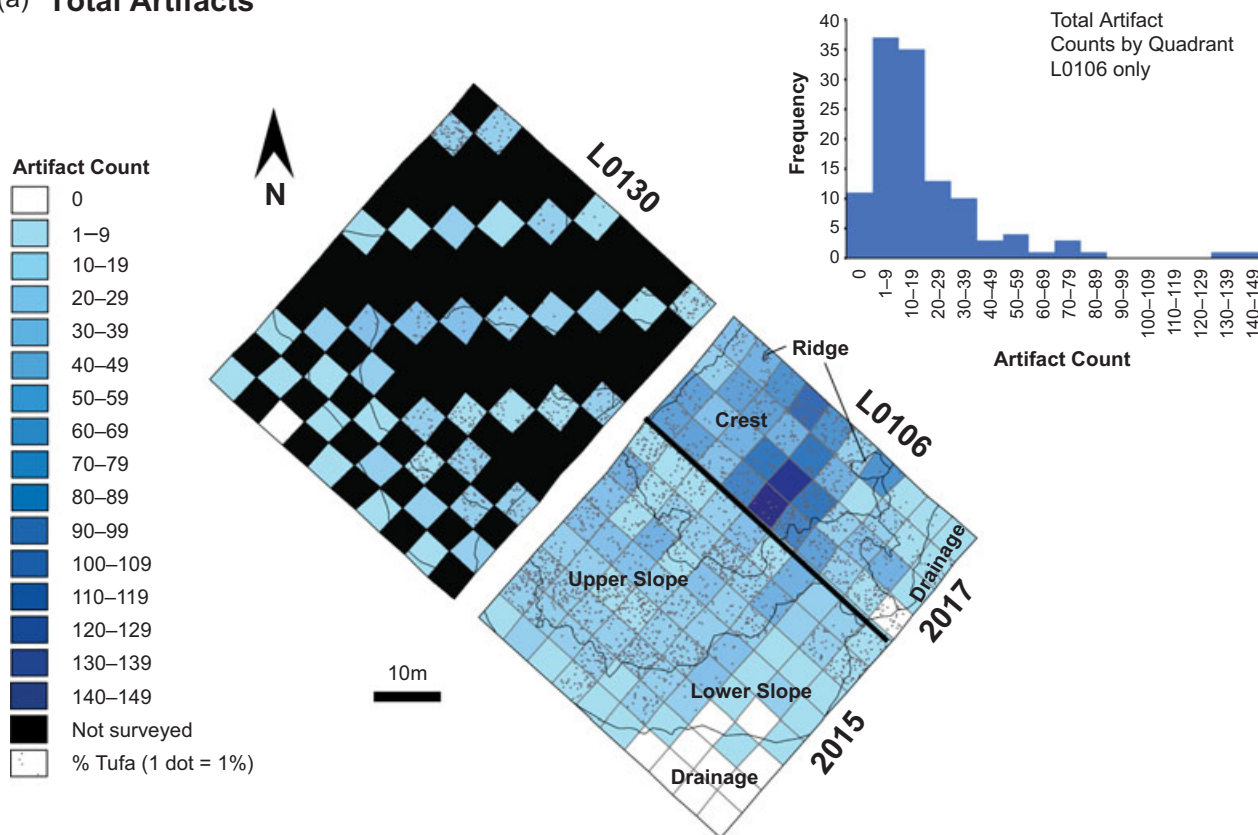 (a) Total Artifacts
Total Artifact
Counts by Quadrant
L0106 only
40
35
30
25
20
15
10
5
0
Frequency
0
1–9
10–19
20–29
30–39
40–49
50–59
60–69
70–79
80–89
90–99
100–109
110–119
120–129
130–139
140–149
Artifact Count
N
Artifact Count
0
1–9
10–19
20–29
30–39
40–49
50–59
60–69
70–79
80–89
90–99
100–109
110–119
120–129
130–139
140–149
Not surveyed
% Tufa (1 dot = 1%)
10m
L0130
Ridge
Crest
L0106
Upper Slope
Drainage
2017
Lower Slope
2015
Drainage